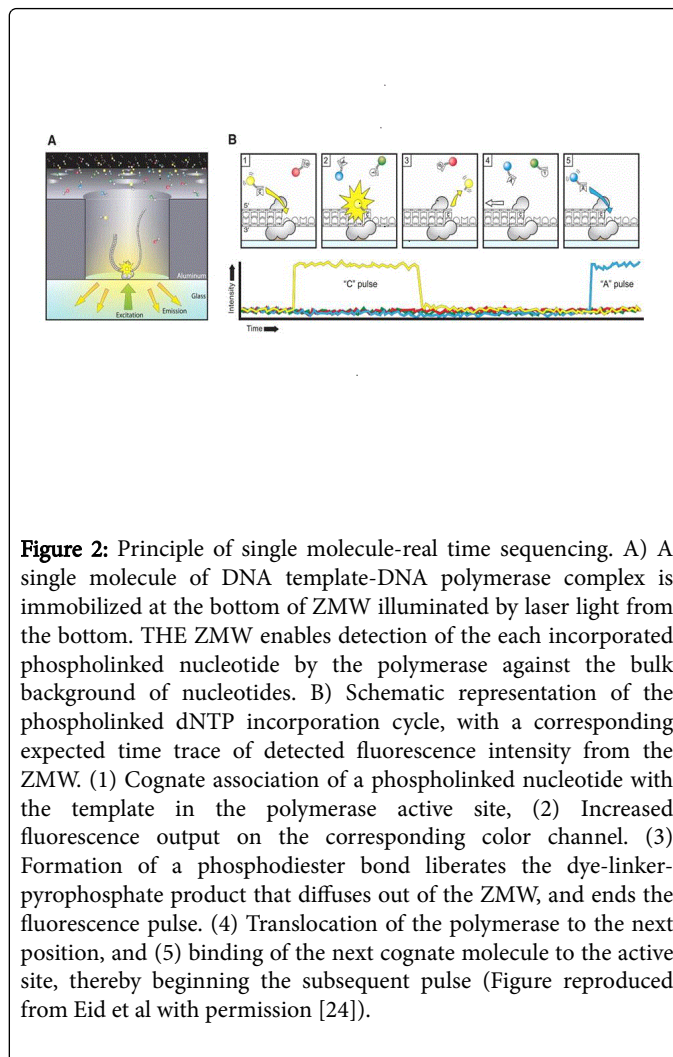 A
B
1
2
3
4
5
5'
3'
Aluminum
Glass
Emission
Excitation
Intensity
"C" pulse
"A" pulse
Time
Figure 2: Principle of single molecule-real time sequencing. A) A
single molecule of DNA template-DNA polymerase complex is
immobilized at the bottom of ZMW illuminated by laser light from
the bottom. THE ZMW enables detection of the each incorporated
phospholinked nucleotide by the polymerase against the bulk
background of nucleotides. B) Schematic representation of the
phospholinked dNTP incorporation cycle, with a corresponding
expected time trace of detected fluorescence intensity from the
ZMW. (1) Cognate association of a phospholinked nucleotide with
the template in the polymerase active site, (2) Increased
fluorescence output on the corresponding color channel. (3)
Formation of a phosphodiester bond liberates the dye-linker-
pyrophosphate product that diffuses out of the ZMW, and ends the
fluorescence pulse. (4) Translocation of the polymerase to the next
position, and (5) binding of the next cognate molecule to the active
site, thereby beginning the subsequent pulse (Figure reproduced
from Eid et al with permission [24]).